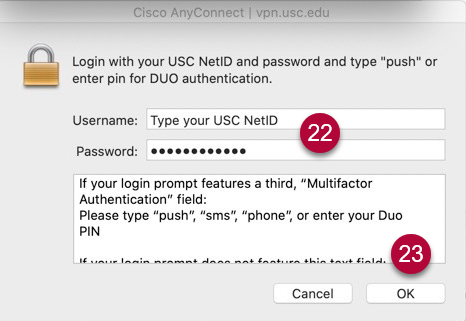 Cisco AnyConnect | vpn.usc.edu
Login with your USC NetID and password and type "push" or
enter pin for DUO authentication.
Username: Type your USC NetID
22
Password: ••••••••••••
If your login prompt features a third, “Multifactor
Authentication” field:
Please type “push”, “sms”, “phone”, or enter your Duo
PIN
If your login prompt does not feature this text field:
23
Cancel OK